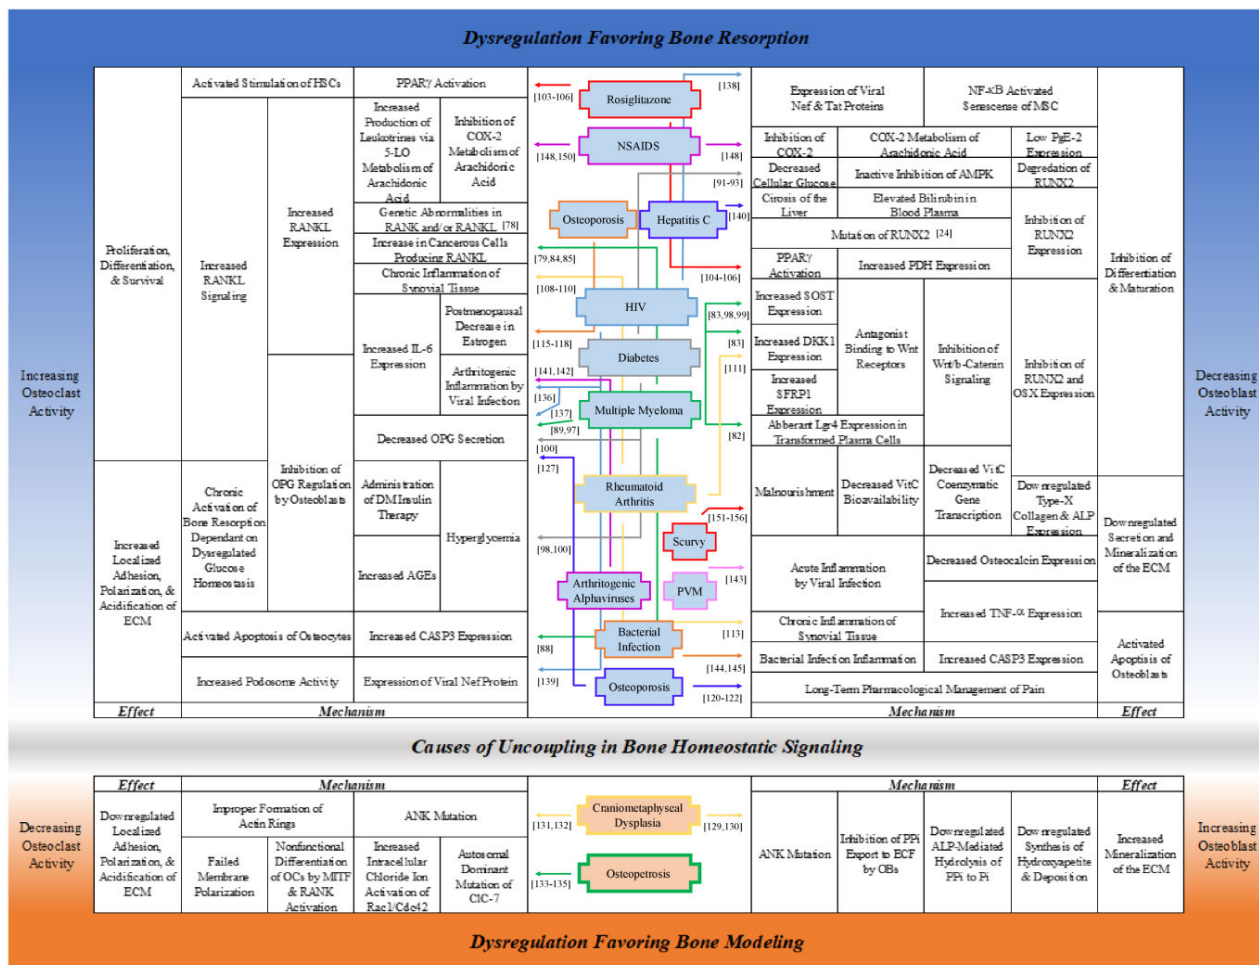 Dysregulation Favoring Bone Resorption
Increasing
Osteoclast
Activity
Proliferation,
Differentiation,
& Survival
Increased
Localized
Adhesion,
Polarization, &
Acidification of
ECM
Effect
Activated Stimulation of HSCs
Increased
RANKL
Signaling
Increased
RANKL
Expression
Inhibition of
OPG Regulation
by Osteoblasts
Chronic
Activation of
Bone Resorption
Dependant on
Dysregulated
Glucose
Homeostasis
Activated Apoptosis of Osteocytes
Increased Podosome Activity
Mechanism
PPARγ Activation
Increased
Production of
Leukotrines via
5-LO
Metabolism of
Arachidonic
Acid
Inhibition of
COX-2
Metabolism of
Arachidonic
Acid
Genetic Abnormalities in
RANK and/or RANKL [78]
Increase in Cancerous Cells
Producing RANKL
Chronic Inflammation of
Synovial Tissue
Increased IL-6
Expression
Postmenopausal
Decrease in
Estrogen
Arthritogenic
Inflammation by
Viral Infection
Decreased OPG Secretion
Administration
of DM Insulin
Therapy
Increased AGEs
Hyperglycemia
Increased CASP3 Expression
Expression of Viral Nef Protein
[103-106]
[148,150]
[79,84,85]
[108-110]
[115-118]
[141,142]
[136]
[137]
[89,97]
[100]
[127]
[98,100]
[88]
[139]
Rosiglitazone
NSAIDS
Osteoporosis
Hepatitis C
HIV
Diabetes
Multiple Myeloma
Rheumatoid
Arthritis
Scurvy
Arthritogenic
Alphaviruses
PVM
Bacterial
Infection
Osteoporosis
[138]
[148]
[91-93]
[140]
[104-106]
[83,98,99]
[83]
[111]
[82]
[151-156]
[143]
[113]
[144,145]
[120-122]
Expression of Viral
Nef & Tat Proteins
NF-κB Activated
Senescense of MSC
Inhibition of
COX-2
COX-2 Metabolism of
Arachidonic Acid
Low PgE-2
Expression
Decreased
Cellular Glucose
Inactive Inhibition of AMPK
Degredation of
RUNX2
Cirosis of the
Liver
Elevated Bilirubin in
Blood Plasma
Inhibition of
RUNX2
Expression
Mutation of RUNX2 [24]
PPARγ
Activation
Increased PDH Expression
Increased SOST
Expression
Increased DKK1
Expression
Increased
SFRP1
Expression
Antagonist
Binding to Wnt
Receptors
Inhibition of
Wnt/b-Catenin
Signaling
Inhibition of
RUNX2 and
OSX Expression
Abberant Lgr4 Expression in
Transformed Plasma Cells
Malnourishment
Decreased VitC
Bioavailability
Decreased VitC
Coenzymatic
Gene
Transcription
Downregulated
Type-X
Collagen & ALP
Expression
Acute Inflammation
by Viral Infection
Decreased Osteocalcin Expression
Increased TNF-α Expression
Chronic Inflammation of
Synovial Tissue
Bacterial Infection Inflammation
Increased CASP3 Expression
Long-Term Pharmacological Management of Pain
Mechanism
Inhibition of
Differentiation
& Maturation
Downregulated
Secretion and
Mineralization
of the ECM
Activated
Apoptisis of
Osteoblasts
Effect
Decreasing
Osteoblast
Activity
Causes of Uncoupling in Bone Homeostatic Signaling
Decreasing
Osteoclast
Activity
Effect
Downregulated
Localized
Adhesion,
Polarization, &
Acidification of
ECM
Mechanism
Improper Formation of
Actin Rings
ANK Mutation
Failed
Membrane
Polarization
Nonfunctional
Differentiation
of OCs by MITF
& RANK
Activation
Increased
Intracellular
Chloride Ion
Activation of
Rac1/Cdc42
Autosomal
Dominant
Mutation of
ClC-7
[131,132]
[133-135]
Craniometaphyseal
Dysplasia
Osteopetrosis
[129,130]
Mechanism
ANK Mutation
Inhibition of PPi
Export to ECF
by OBs
Downregulated
ALP-Mediated
Hydrolysis of
PPi to Pi
Downregulated
Synthesis of
Hydroxyapetite
& Deposition
Effect
Increased
Mineralization
of the ECM
Increasing
Osteoblast
Activity
Dysregulation Favoring Bone Modeling